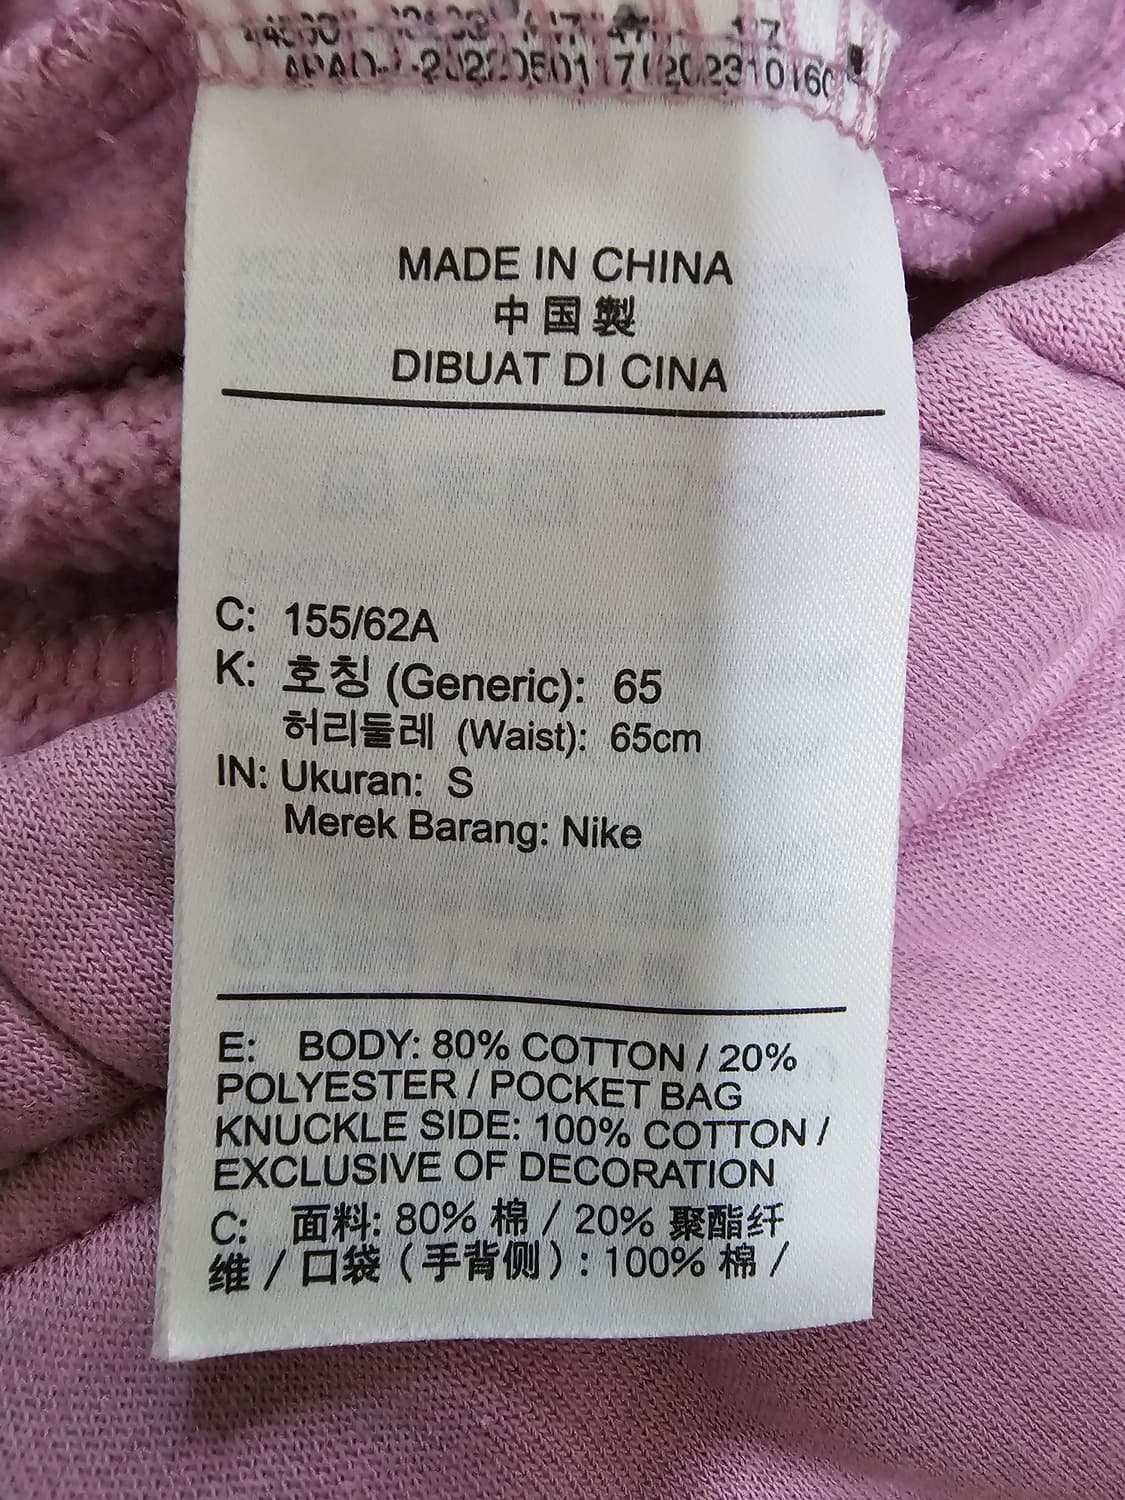 MADE IN CHINA
中国製
DIBUAT DI CINA
C: 155/62A
K: 호칭 (Generic): 65
허리둘레 (Waist): 65cm
IN: Ukuran: S
Merek Barang: Nike
E: BODY: 80% COTTON / 20%
POLYESTER / POCKET BAG
KNUCKLE SIDE: 100% COTTON /
EXCLUSIVE OF DECORATION
C: 面料: 80% 棉 / 20% 聚酯纤
维 / 口袋（手背侧）: 100% 棉 /